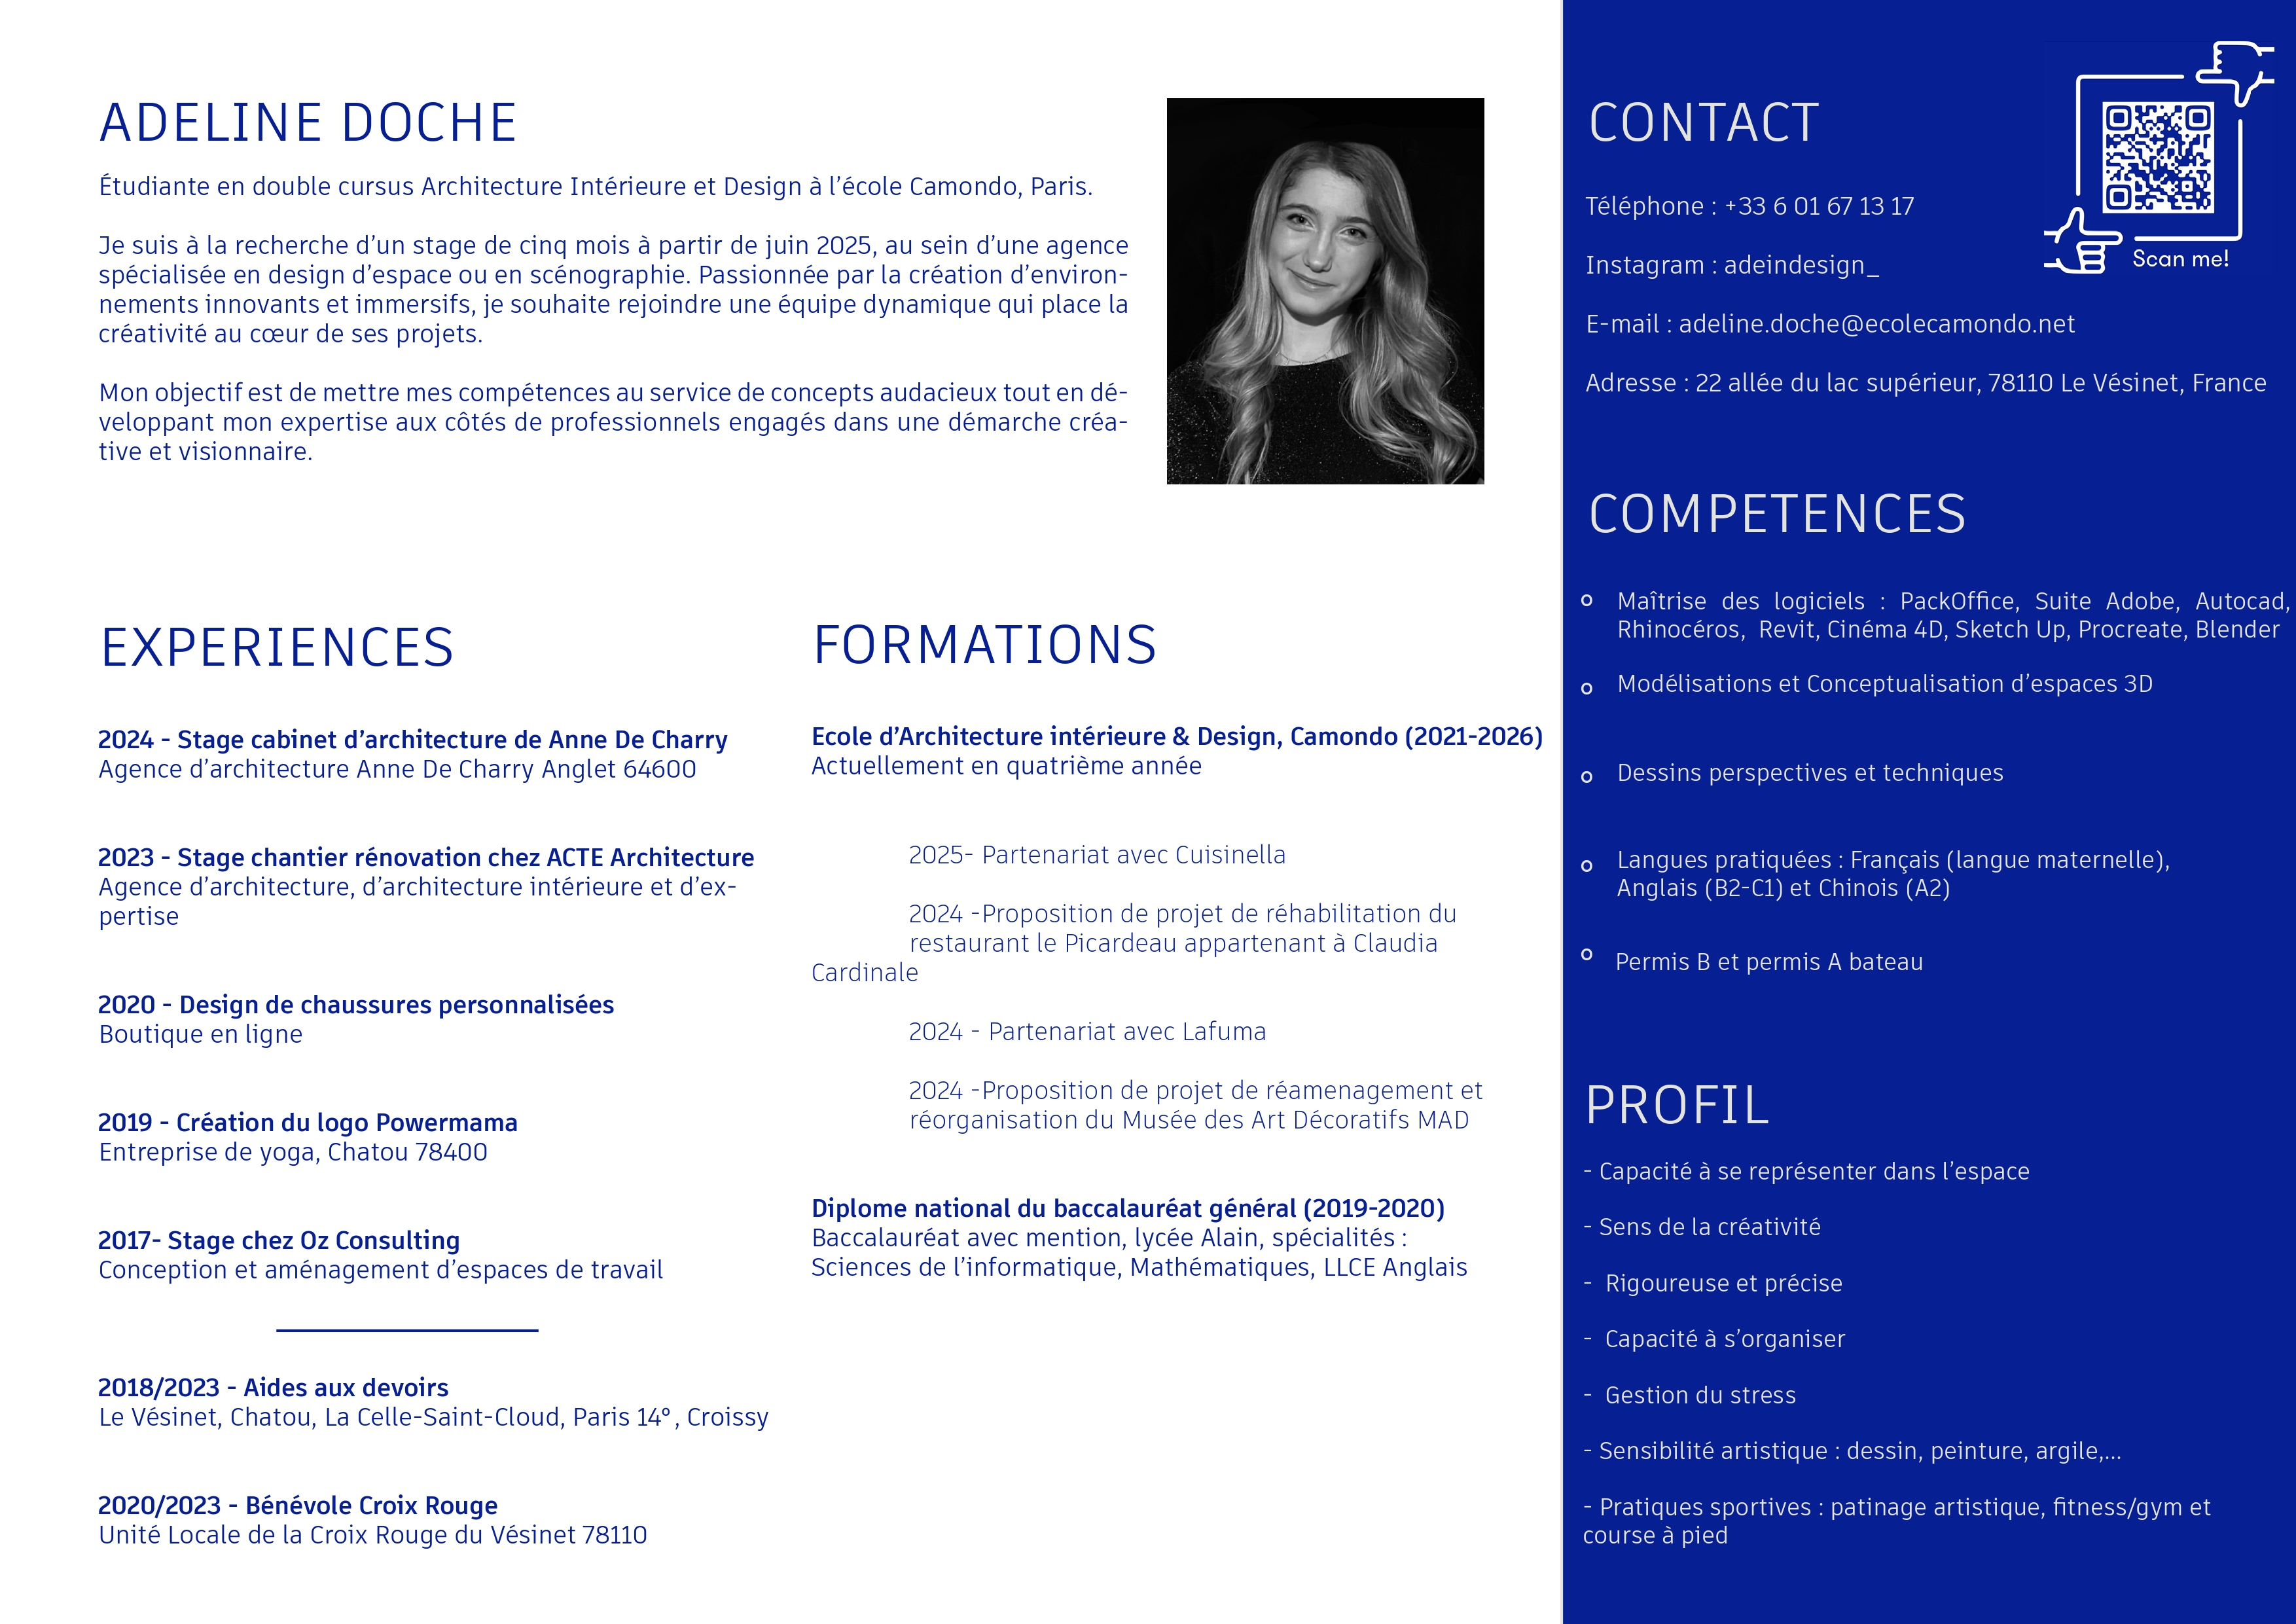 ADELINE DOCHE
Étudiante en double cursus Architecture Intérieure et Design à l’école Camondo, Paris.
Je suis à la recherche d’un stage de cinq mois à partir de juin 2025, au sein d’une agence
spécialisée en design d’espace ou en scénographie. Passionnée par la création d’environ-
nements innovants et immersifs, je souhaite rejoindre une équipe dynamique qui place la
créativité au cœur de ses projets.
Mon objectif est de mettre mes compétences au service de concepts audacieux tout en dé-
veloppant mon expertise aux côtés de professionnels engagés dans une démarche créa-
tive et visionnaire.
EXPERIENCES
2024 - Stage cabinet d’architecture de Anne De Charry
Agence d’architecture Anne De Charry Anglet 64600
2023 - Stage chantier rénovation chez ACTE Architecture
Agence d’architecture, d’architecture intérieure et d’ex-
pertise
2020 - Design de chaussures personnalisées
Boutique en ligne
2019 - Création du logo Powermama
Entreprise de yoga, Chatou 78400
2017- Stage chez Oz Consulting
Conception et aménagement d’espaces de travail
2018/2023 - Aides aux devoirs
Le Vésinet, Chatou, La Celle-Saint-Cloud, Paris 14° , Croissy
2020/2023 - Bénévole Croix Rouge
Unité Locale de la Croix Rouge du Vésinet 78110
FORMATIONS
Ecole d’Architecture intérieure & Design, Camondo (2021-2026)
Actuellement en quatrième année
2025- Partenariat avec Cuisinella
2024 -Proposition de projet de réhabilitation du
restaurant le Picardeau appartenant à Claudia
Cardinale
2024 - Partenariat avec Lafuma
2024 -Proposition de projet de réamenagement et
réorganisation du Musée des Art Décoratifs MAD
Diplome national du baccalauréat général (2019-2020)
Baccalauréat avec mention, lycée Alain, spécialités :
Sciences de l’informatique, Mathématiques, LLCE Anglais
CONTACT
Scan me!
Téléphone : +33 6 01 67 13 17
Instagram : adeindesign_
E-mail : adeline.doche@ecolecamondo.net
Adresse : 22 allée du lac supérieur, 78110 Le Vésinet, France
COMPETENCES
Maîtrise des logiciels : PackOffice, Suite Adobe, Autocad,
Rhinocéros, Revit, Cinéma 4D, Sketch Up, Procreate, Blender
Modélisations et Conceptualisation d’espaces 3D
Dessins perspectives et techniques
Langues pratiquées : Français (langue maternelle),
Anglais (B2-C1) et Chinois (A2)
Permis B et permis A bateau
PROFIL
- Capacité à se représenter dans l’espace
- Sens de la créativité
- Rigoureuse et précise
- Capacité à s’organiser
- Gestion du stress
- Sensibilité artistique : dessin, peinture, argile,...
- Pratiques sportives : patinage artistique, fitness/gym et
course à pied